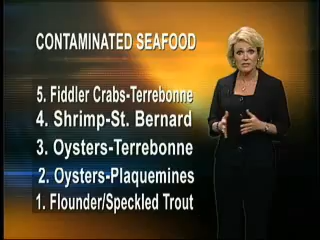 CONTAMINATED SEAFOOD
5. Fiddler Crabs-Terrebonne
4. Shrimp-St. Bernard
3. Oysters-Terrebonne
2. Oysters-Plaquemines
1. Flounder/Speckled Trout